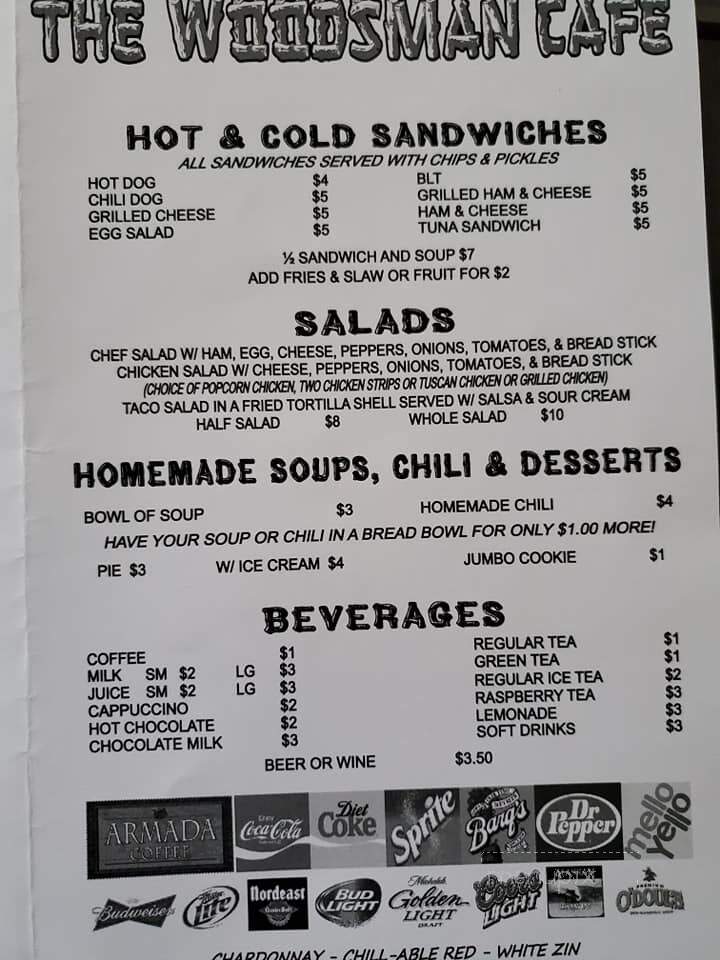 THE WOODSMAN CAFE
HOT & COLD SANDWICHES
ALL SANDWICHES SERVED WITH CHIPS & PICKLES
HOT DOG $4 BLT $5
CHILI DOG $5 GRILLED HAM & CHEESE $5
GRILLED CHEESE $5 HAM & CHEESE $5
EGG SALAD $5 TUNA SANDWICH $5
½ SANDWICH AND SOUP $7
ADD FRIES & SLAW OR FRUIT FOR $2
SALADS
CHEF SALAD W/ HAM, EGG, CHEESE, PEPPERS, ONIONS, TOMATOES, & BREAD STICK
CHICKEN SALAD W/ CHEESE, PEPPERS, ONIONS, TOMATOES, & BREAD STICK
(CHOICE OF POPCORN CHICKEN, TWO CHICKEN STRIPS OR TUSCAN CHICKEN OR GRILLED CHICKEN)
TACO SALAD IN A FRIED TORTILLA SHELL SERVED W/ SALSA & SOUR CREAM
HALF SALAD $8 WHOLE SALAD $10
HOMEMADE SOUPS, CHILI & DESSERTS
BOWL OF SOUP $3 HOMEMADE CHILI $4
HAVE YOUR SOUP OR CHILI IN A BREAD BOWL FOR ONLY $1.00 MORE!
PIE $3 W/ ICE CREAM $4 JUMBO COOKIE $1
BEVERAGES
COFFEE $1 REGULAR TEA $1
MILK SM $2 LG $3 GREEN TEA $1
JUICE SM $2 LG $3 REGULAR ICE TEA $2
CAPPUCCINO $2 RASPBERRY TEA $3
HOT CHOCOLATE $2 LEMONADE $3
CHOCOLATE MILK $3 SOFT DRINKS $3
BEER OR WINE $3.50
ARMADA COFFEE Enjoy Coca-Cola Diet Coke Sprite Barq's Dr Pepper mello yello
Budweiser Lite Nordeast BUD LIGHT Michelob Golden LIGHT DRAFT Coors LIGHT O'DOUL'S
CHARDONNAY - CHILL-ABLE RED - WHITE ZIN